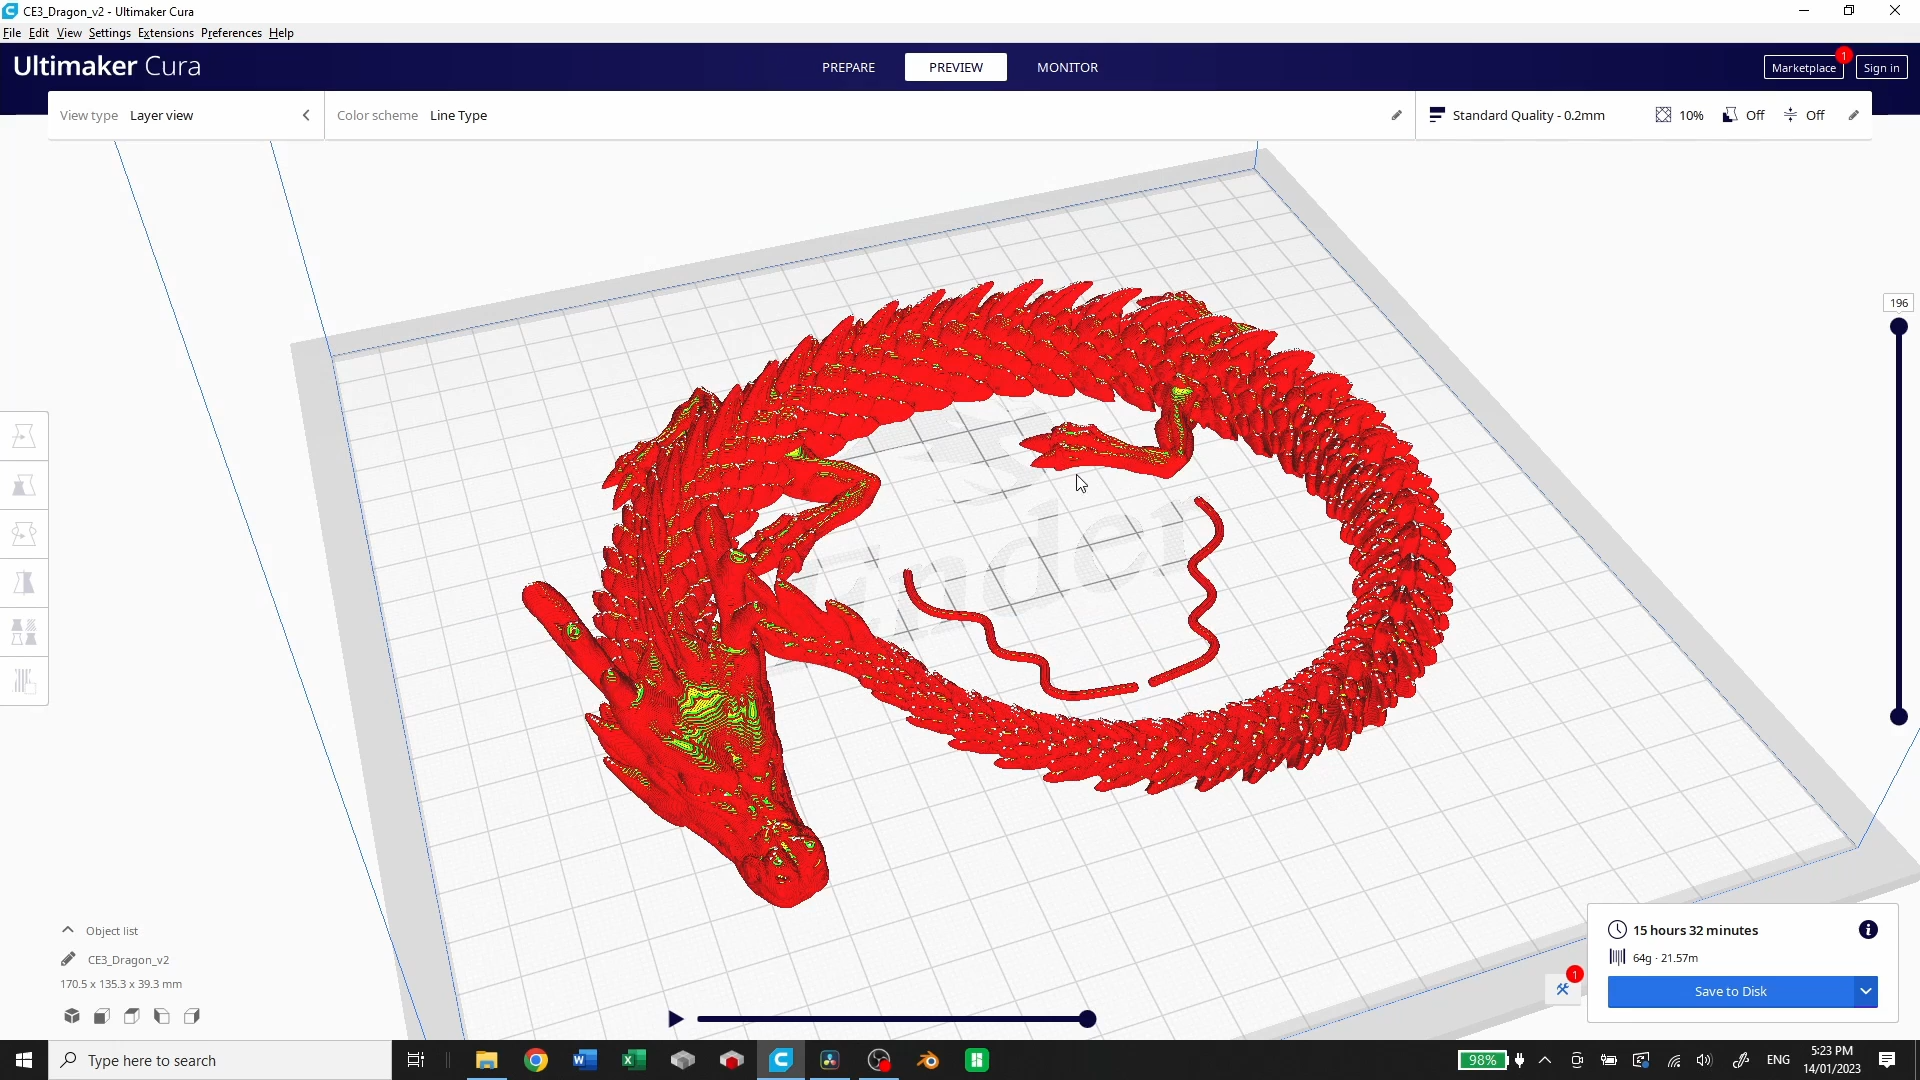 CE3_Dragon_v2 - Ultimaker Cura
File Edit View Settings Extensions Preferences Help
Ultimaker Cura
PREPARE
PREVIEW
MONITOR
Marketplace
1
Sign in
View type Layer view
Color scheme Line Type
Standard Quality - 0.2mm
10%
Off
Off
196
Ender
Object list
CE3_Dragon_v2
170.5 x 135.3 x 39.3 mm
15 hours 32 minutes
64g · 21.57m
1
Save to Disk
Type here to search
98%
ENG
5:23 PM
14/01/2023